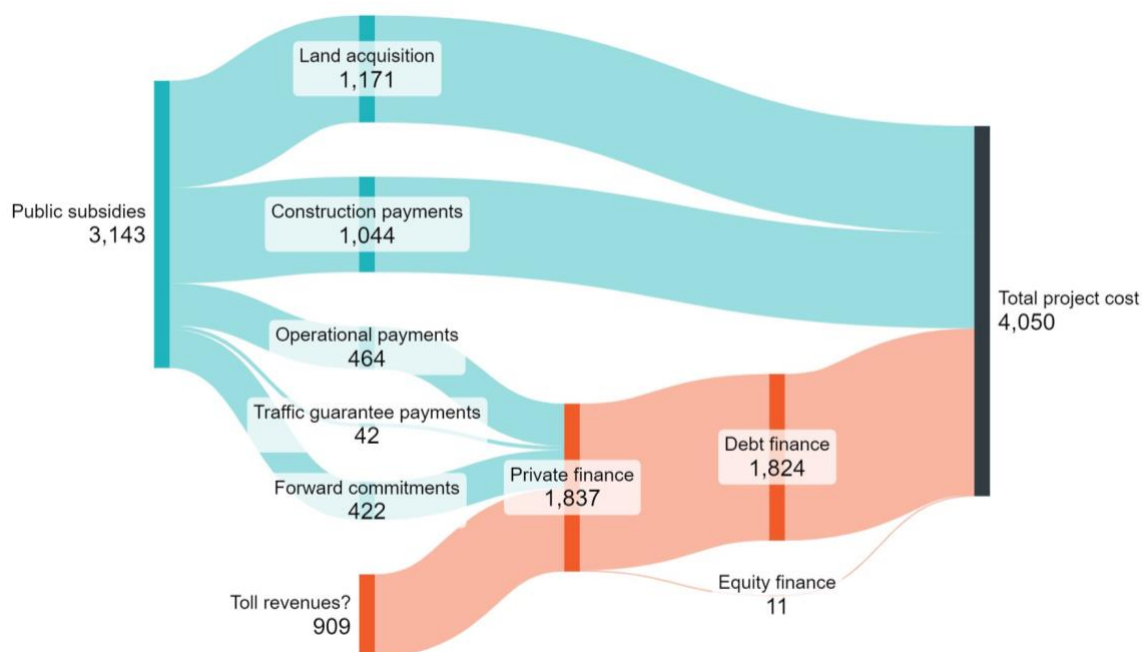 Land acquisition
1,171
Public subsidies
3,143
Construction payments
1,044
Operational payments
464
Traffic guarantee payments
42
Forward commitments
422
Toll revenues?
909
Private finance
1,837
Debt finance
1,824
Equity finance
11
Total project cost
4,050